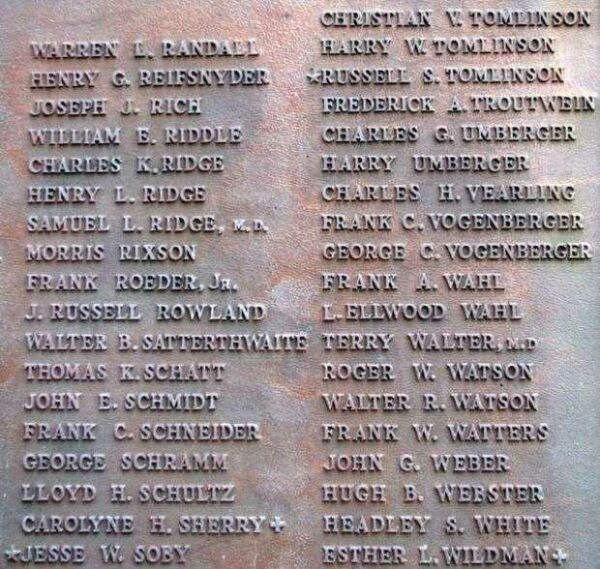 WARREN L. RANDALL
HENRY G. REIFSNYDER
JOSEPH J. RICH
WILLIAM E. RIDDLE
CHARLES K. RIDGE
HENRY L. RIDGE
SAMUEL L. RIDGE, M.D.
MORRIS RIXSON
FRANK ROEDER, JR.
J. RUSSELL ROWLAND
WALTER B. SATTERTHWAITE
THOMAS K. SCHATT
JOHN E. SCHMIDT
FRANK C. SCHNEIDER
GEORGE SCHRAMM
LLOYD H. SCHULTZ
CAROLYNE H. SHERRY +
★JESSE W. SOBY
CHRISTIAN V. TOMLINSON
HARRY W. TOMLINSON
★RUSSELL S. TOMLINSON
FREDERICK A. TROUTWEIN
CHARLES G. UMBERGER
HARRY UMBERGER
CHARLES H. VEARLING
FRANK C. VOGENBERGER
GEORGE C. VOGENBERGER
FRANK A. WAHL
L. ELLWOOD WAHL
TERRY WALTER, M.D
ROGER W. WATSON
WALTER R. WATSON
FRANK W. WATTERS
JOHN G. WEBER
HUGH B. WEBSTER
HEADLEY S. WHITE
ESTHER L. WILDMAN +